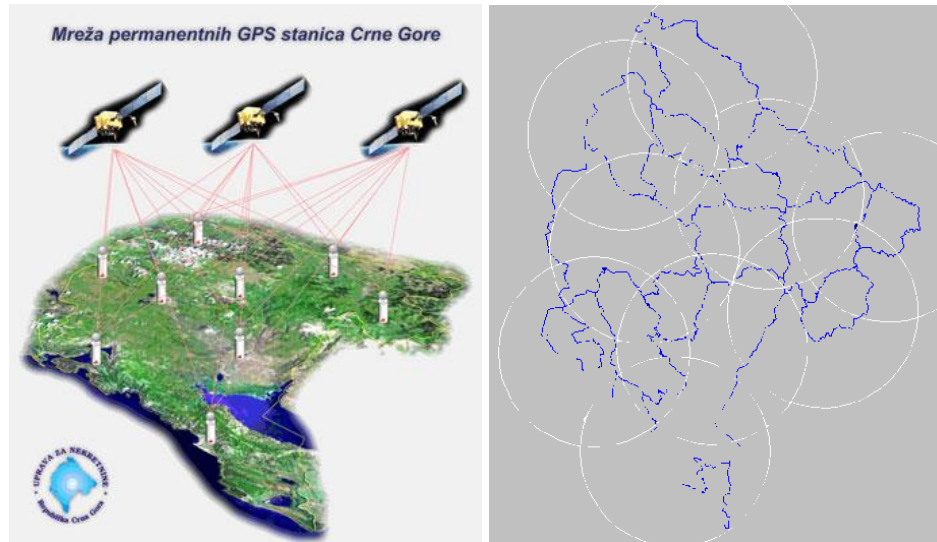 Mreža permanentnih GPS stanica Crne Gore
UPRAVA ZA NEKRETNINE
Republika Crna Gora